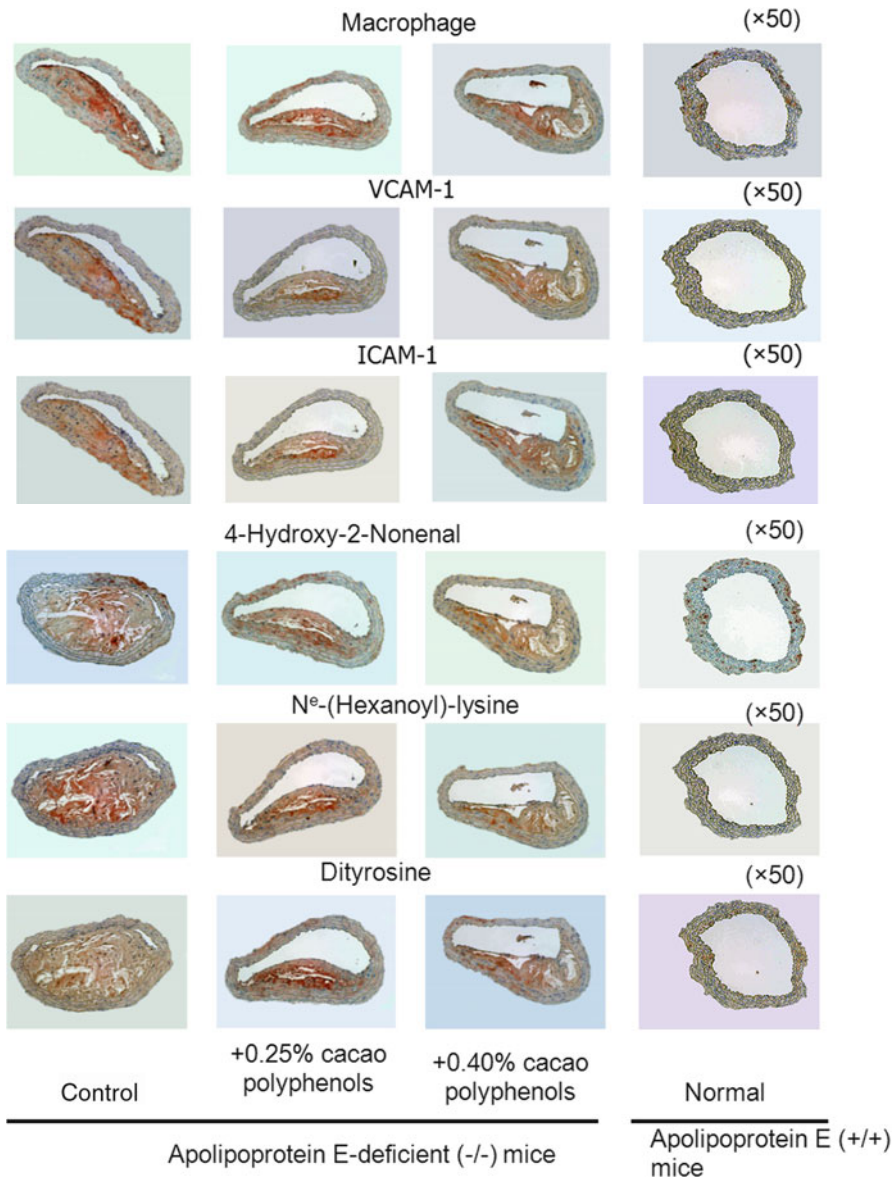 Macrophage (×50)
VCAM-1 (×50)
ICAM-1 (×50)
4-Hydroxy-2-Nonenal (×50)
Nᵉ-(Hexanoyl)-lysine (×50)
Dityrosine (×50)
Control
+0.25% cacao
polyphenols
+0.40% cacao
polyphenols
Normal
Apolipoprotein E-deficient (-/-) mice
Apolipoprotein E (+/+)
mice